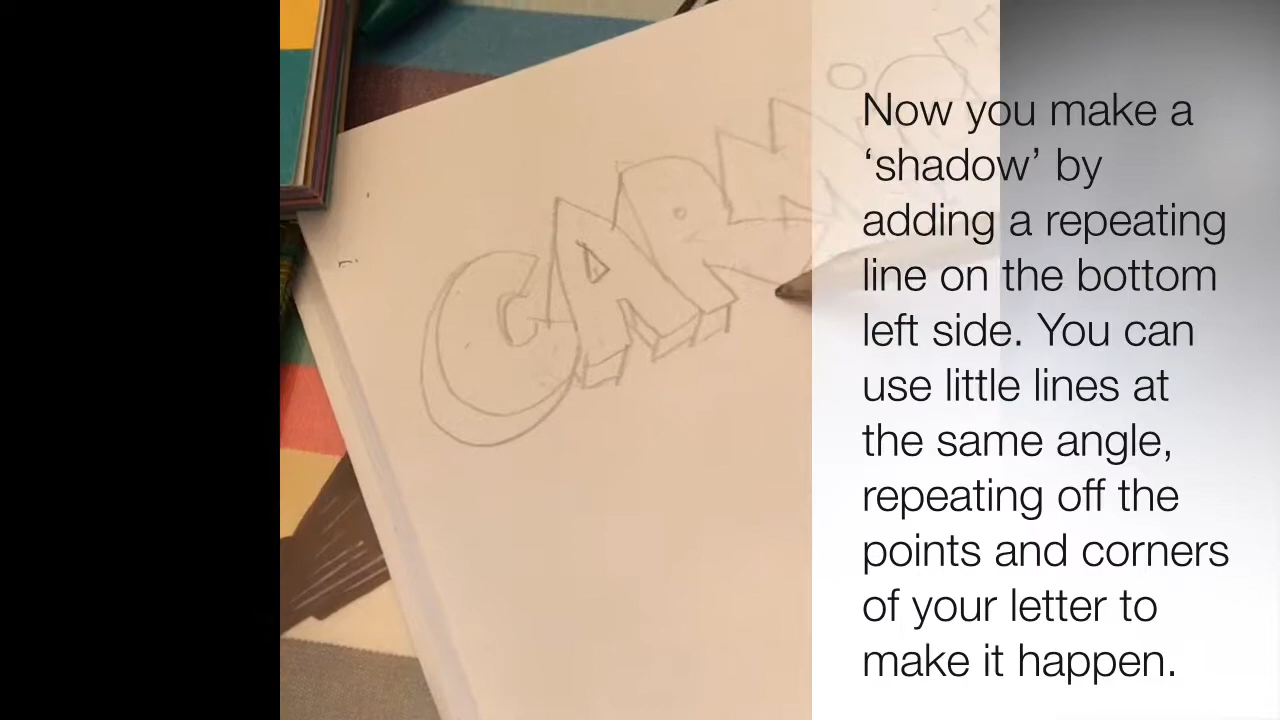 CARM
Now you make a
‘shadow’ by
adding a repeating
line on the bottom
left side. You can
use little lines at
the same angle,
repeating off the
points and corners
of your letter to
make it happen.